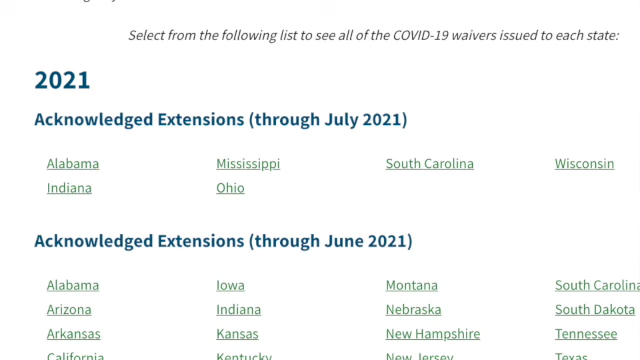 Select from the following list to see all of the COVID-19 waivers issued to each state:
2021
Acknowledged Extensions (through July 2021)
Alabama Mississippi South Carolina Wisconsin
Indiana Ohio
Acknowledged Extensions (through June 2021)
Alabama Iowa Montana South Carolina
Arizona Indiana Nebraska South Dakota
Arkansas Kansas New Hampshire Tennessee
California Kentucky New Jersey Texas